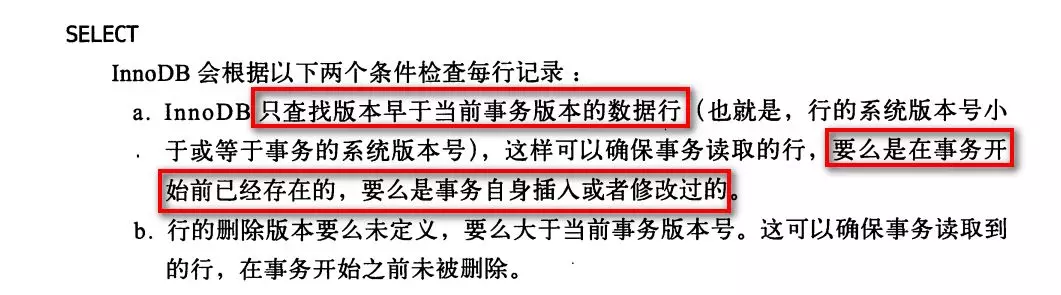 SELECT
InnoDB 会根据以下两个条件检查每行记录：
a. InnoDB 只查找版本早于当前事务版本的数据行（也就是，行的系统版本号小
于或等于事务的系统版本号），这样可以确保事务读取的行，要么是在事务开
始前已经存在的，要么是事务自身插入或者修改过的。
b. 行的删除版本要么未定义，要么大于当前事务版本号。这可以确保事务读取到
的行，在事务开始之前未被删除。